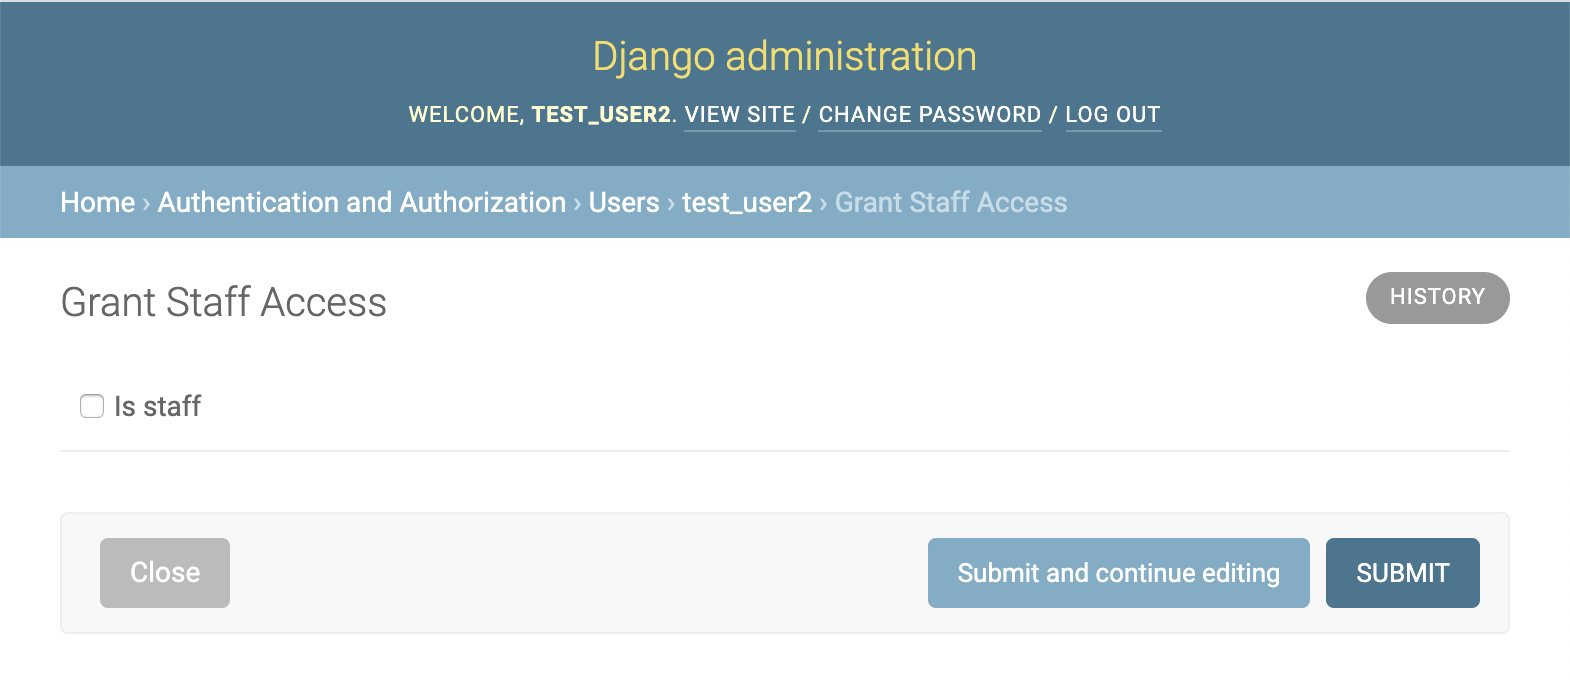 Django administration
WELCOME, TEST_USER2. VIEW SITE / CHANGE PASSWORD / LOG OUT
Home › Authentication and Authorization › Users › test_user2 › Grant Staff Access
Grant Staff Access
HISTORY
Is staff
Close
Submit and continue editing
SUBMIT